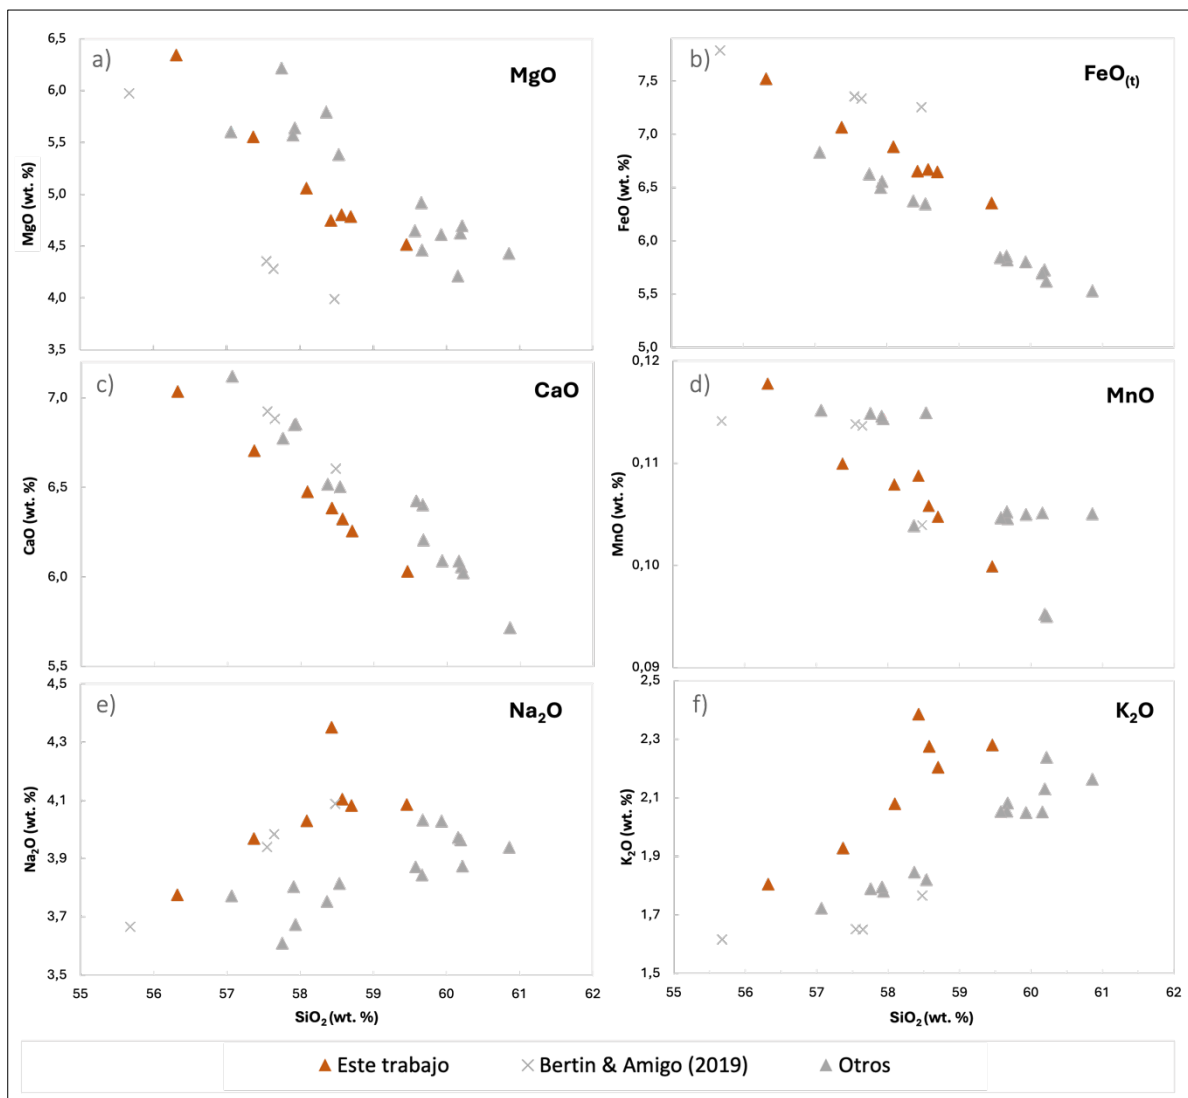 a)
MgO
MgO (wt. %)
6,5
6,0
5,5
5,0
4,5
4,0
3,5
b)
FeO(t)
FeO (wt. %)
7,5
7,0
6,5
6,0
5,5
5,0
c)
CaO
CaO (wt. %)
7,0
6,5
6,0
5,5
d)
MnO
MnO (wt. %)
0,12
0,11
0,10
0,09
e)
Na₂O
Na₂O (wt. %)
4,5
4,3
4,1
3,9
3,7
3,5
55 56 57 58 59 60 61 62
SiO₂ (wt. %)
f)
K₂O
K₂O (wt. %)
2,5
2,3
2,1
1,9
1,7
1,5
55 56 57 58 59 60 61 62
SiO₂ (wt. %)
Este trabajo
Bertin & Amigo (2019)
Otros